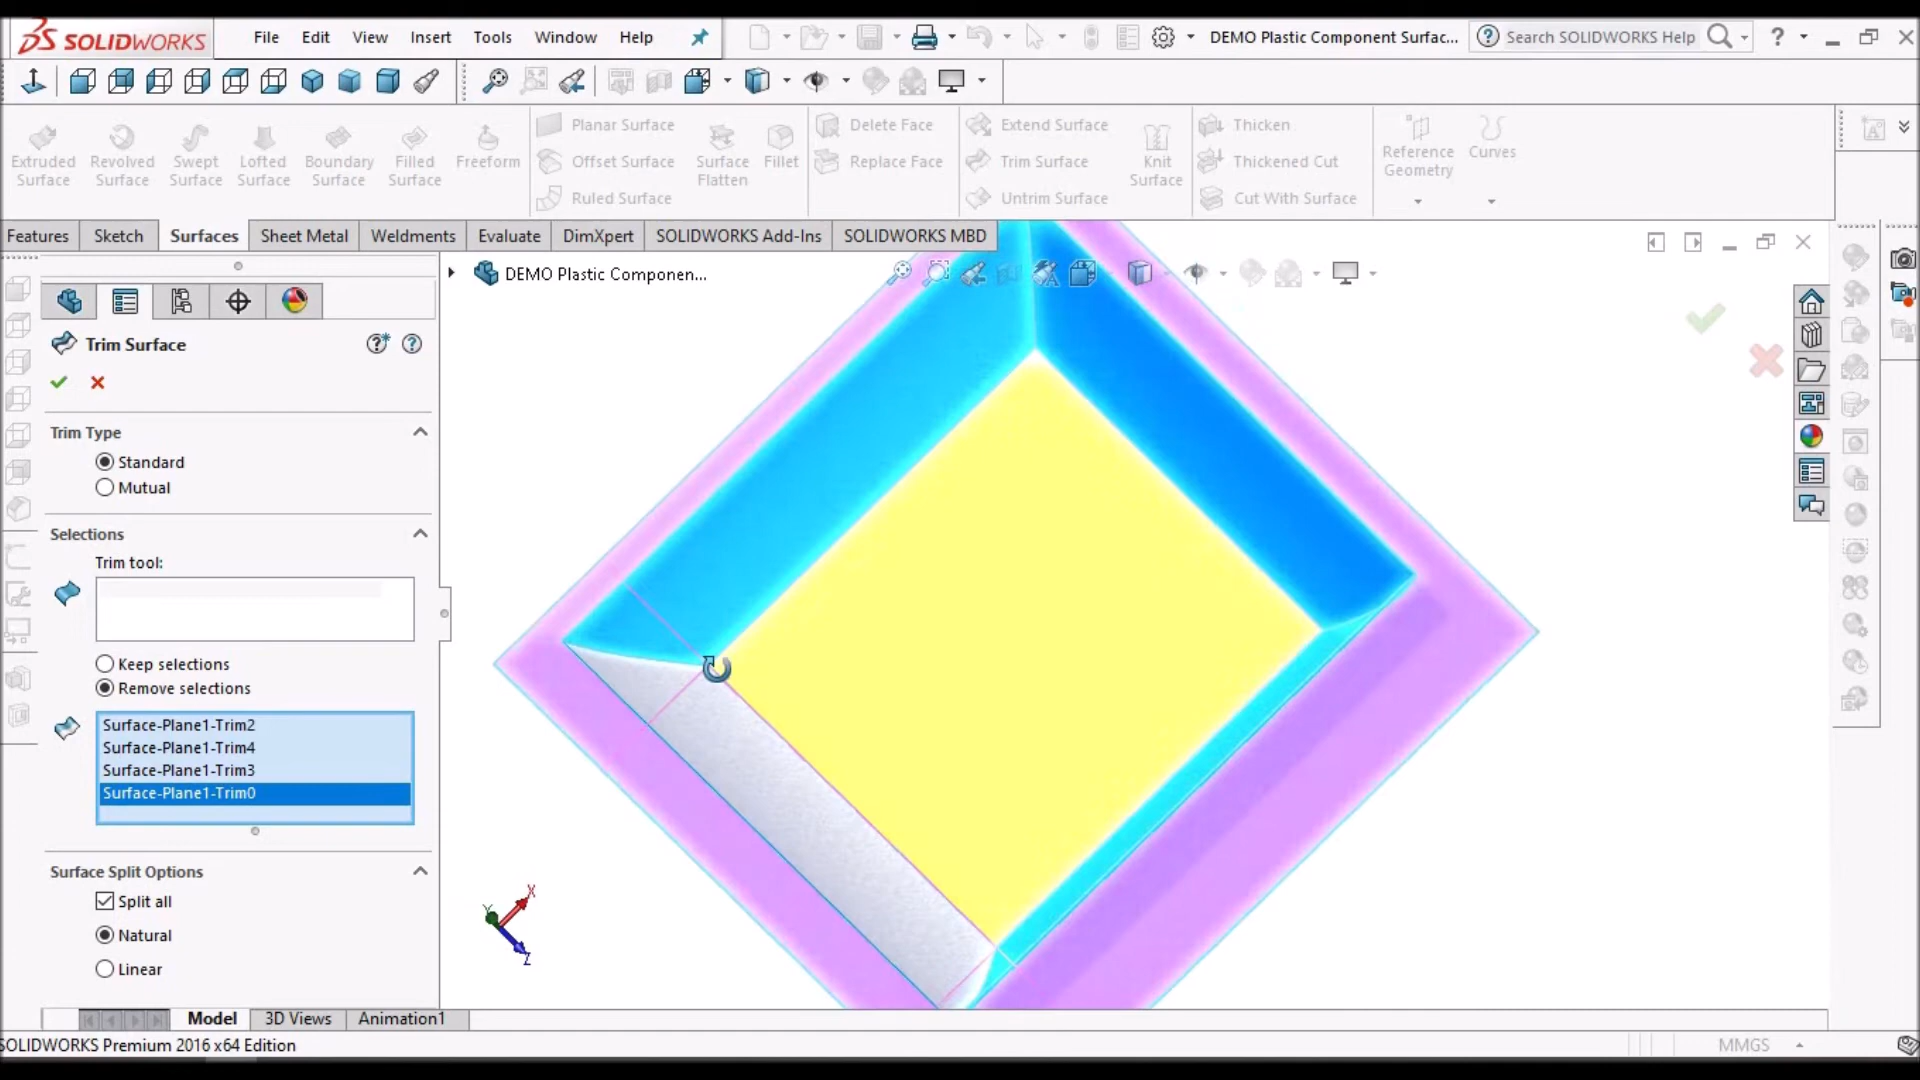 SOLIDWORKS
File Edit View Insert Tools Window Help
DEMO Plastic Component Surfac...
Search SOLIDWORKS Help
?
Extruded Surface
Revolved Surface
Swept Surface
Lofted Surface
Boundary Surface
Filled Surface
Freeform
Planar Surface
Offset Surface
Ruled Surface
Surface Flatten
Fillet
Delete Face
Replace Face
Extend Surface
Trim Surface
Untrim Surface
Knit Surface
Thicken
Thickened Cut
Cut With Surface
Reference Geometry
Curves
Features Sketch Surfaces Sheet Metal Weldments Evaluate DimXpert SOLIDWORKS Add-Ins SOLIDWORKS MBD
DEMO Plastic Componen...
Trim Surface
Trim Type
Standard
Mutual
Selections
Trim tool:
Keep selections
Remove selections
Surface-Plane1-Trim2
Surface-Plane1-Trim4
Surface-Plane1-Trim3
Surface-Plane1-Trim0
Surface Split Options
Split all
Natural
Linear
X
Y
Z
Model 3D Views Animation1
SOLIDWORKS Premium 2016 x64 Edition
MMGS